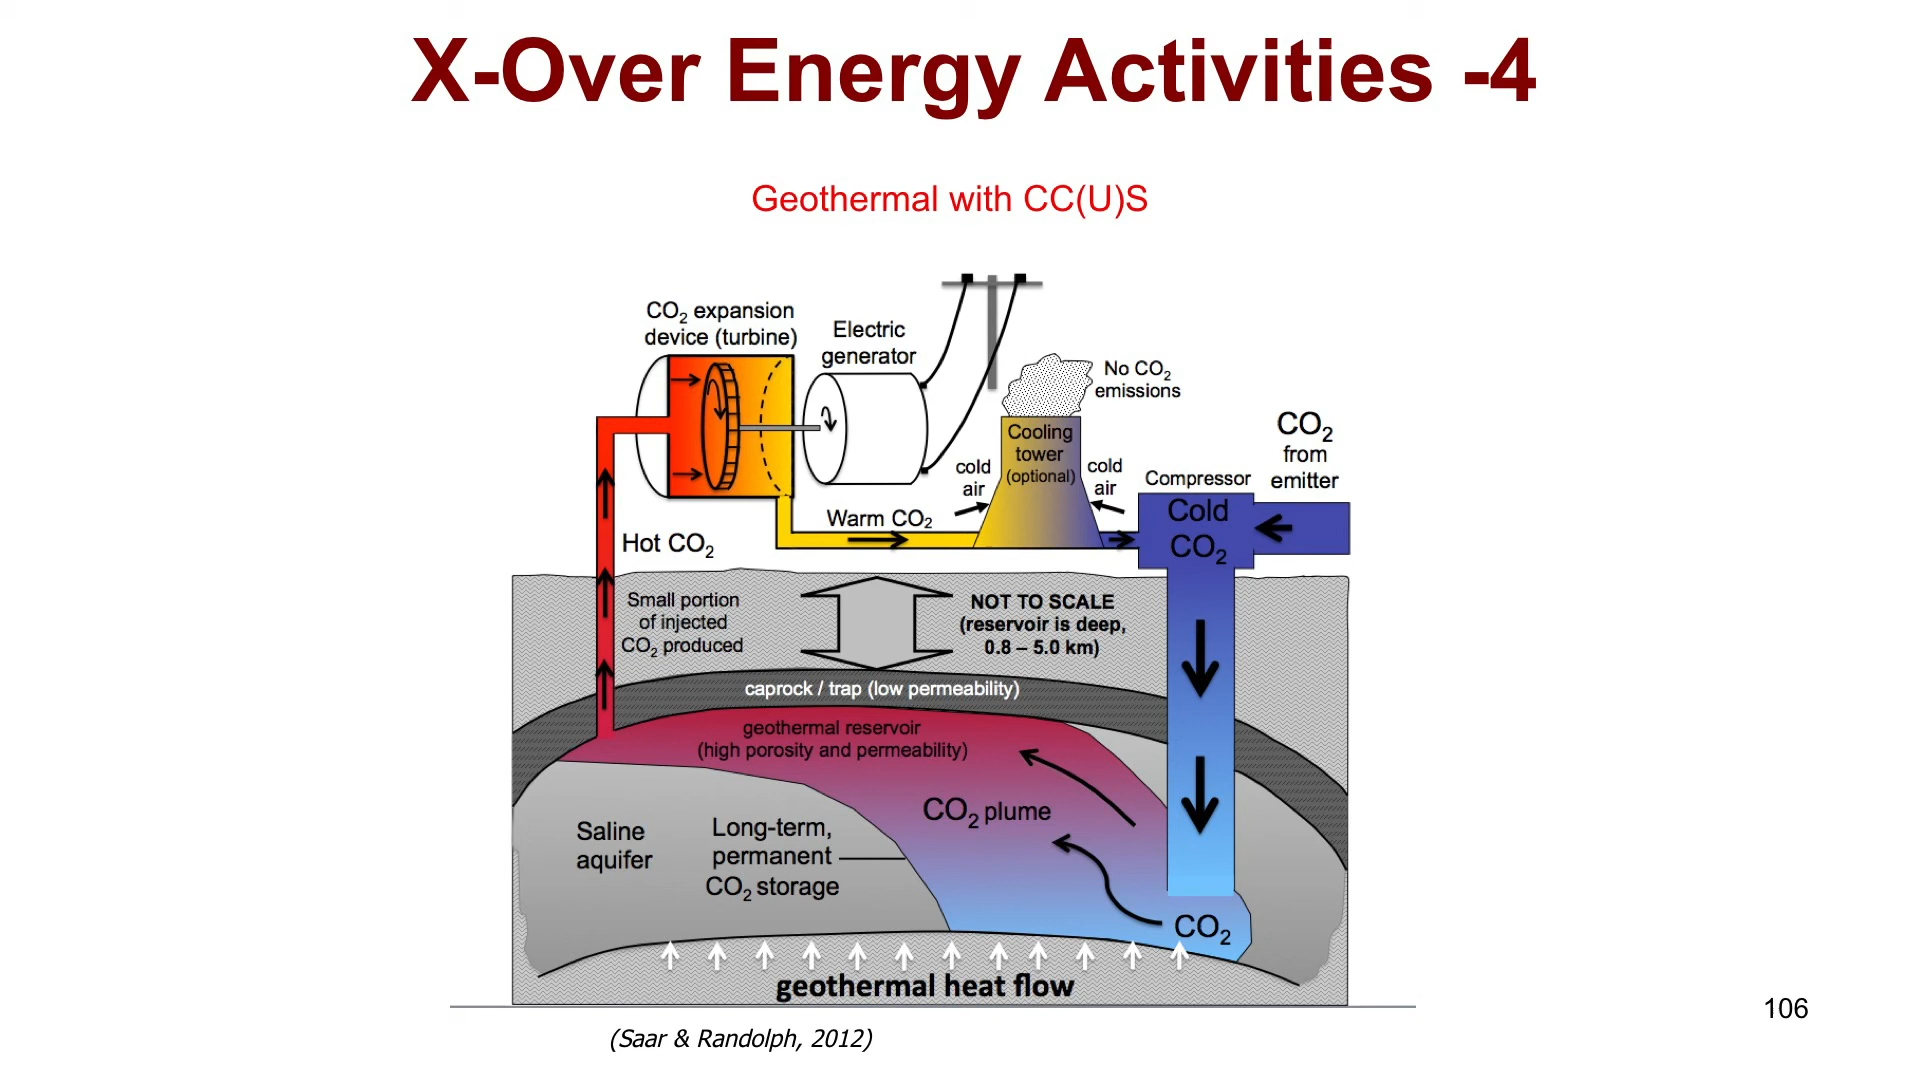 X-Over Energy Activities -4
Geothermal with CC(U)S
CO₂ expansion
device (turbine)
Electric
generator
No CO₂
emissions
Cooling
tower
(optional)
cold
air
cold
air
Compressor
CO₂
from
emitter
Cold
CO₂
Warm CO₂
Hot CO₂
Small portion
of injected
CO₂ produced
NOT TO SCALE
(reservoir is deep,
0.8 – 5.0 km)
caprock / trap (low permeability)
geothermal reservoir
(high porosity and permeability)
CO₂ plume
Saline
aquifer
Long-term,
permanent
CO₂ storage
CO₂
geothermal heat flow
(Saar & Randolph, 2012)
106